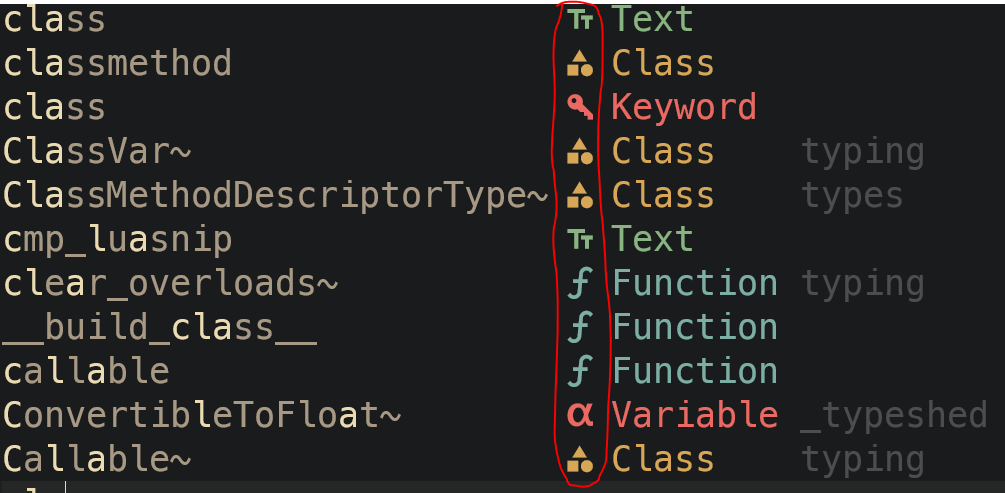 class Tт Text
classmethod Class
class Keyword
ClassVar~ Class typing
ClassMethodDescriptorType~ Class types
cmp_luasnip Tт Text
clear_overloads~ ƒ Function typing
__build_class__ ƒ Function
callable ƒ Function
ConvertibleToFloat~ α Variable _typeshed
Callable~ Class typing